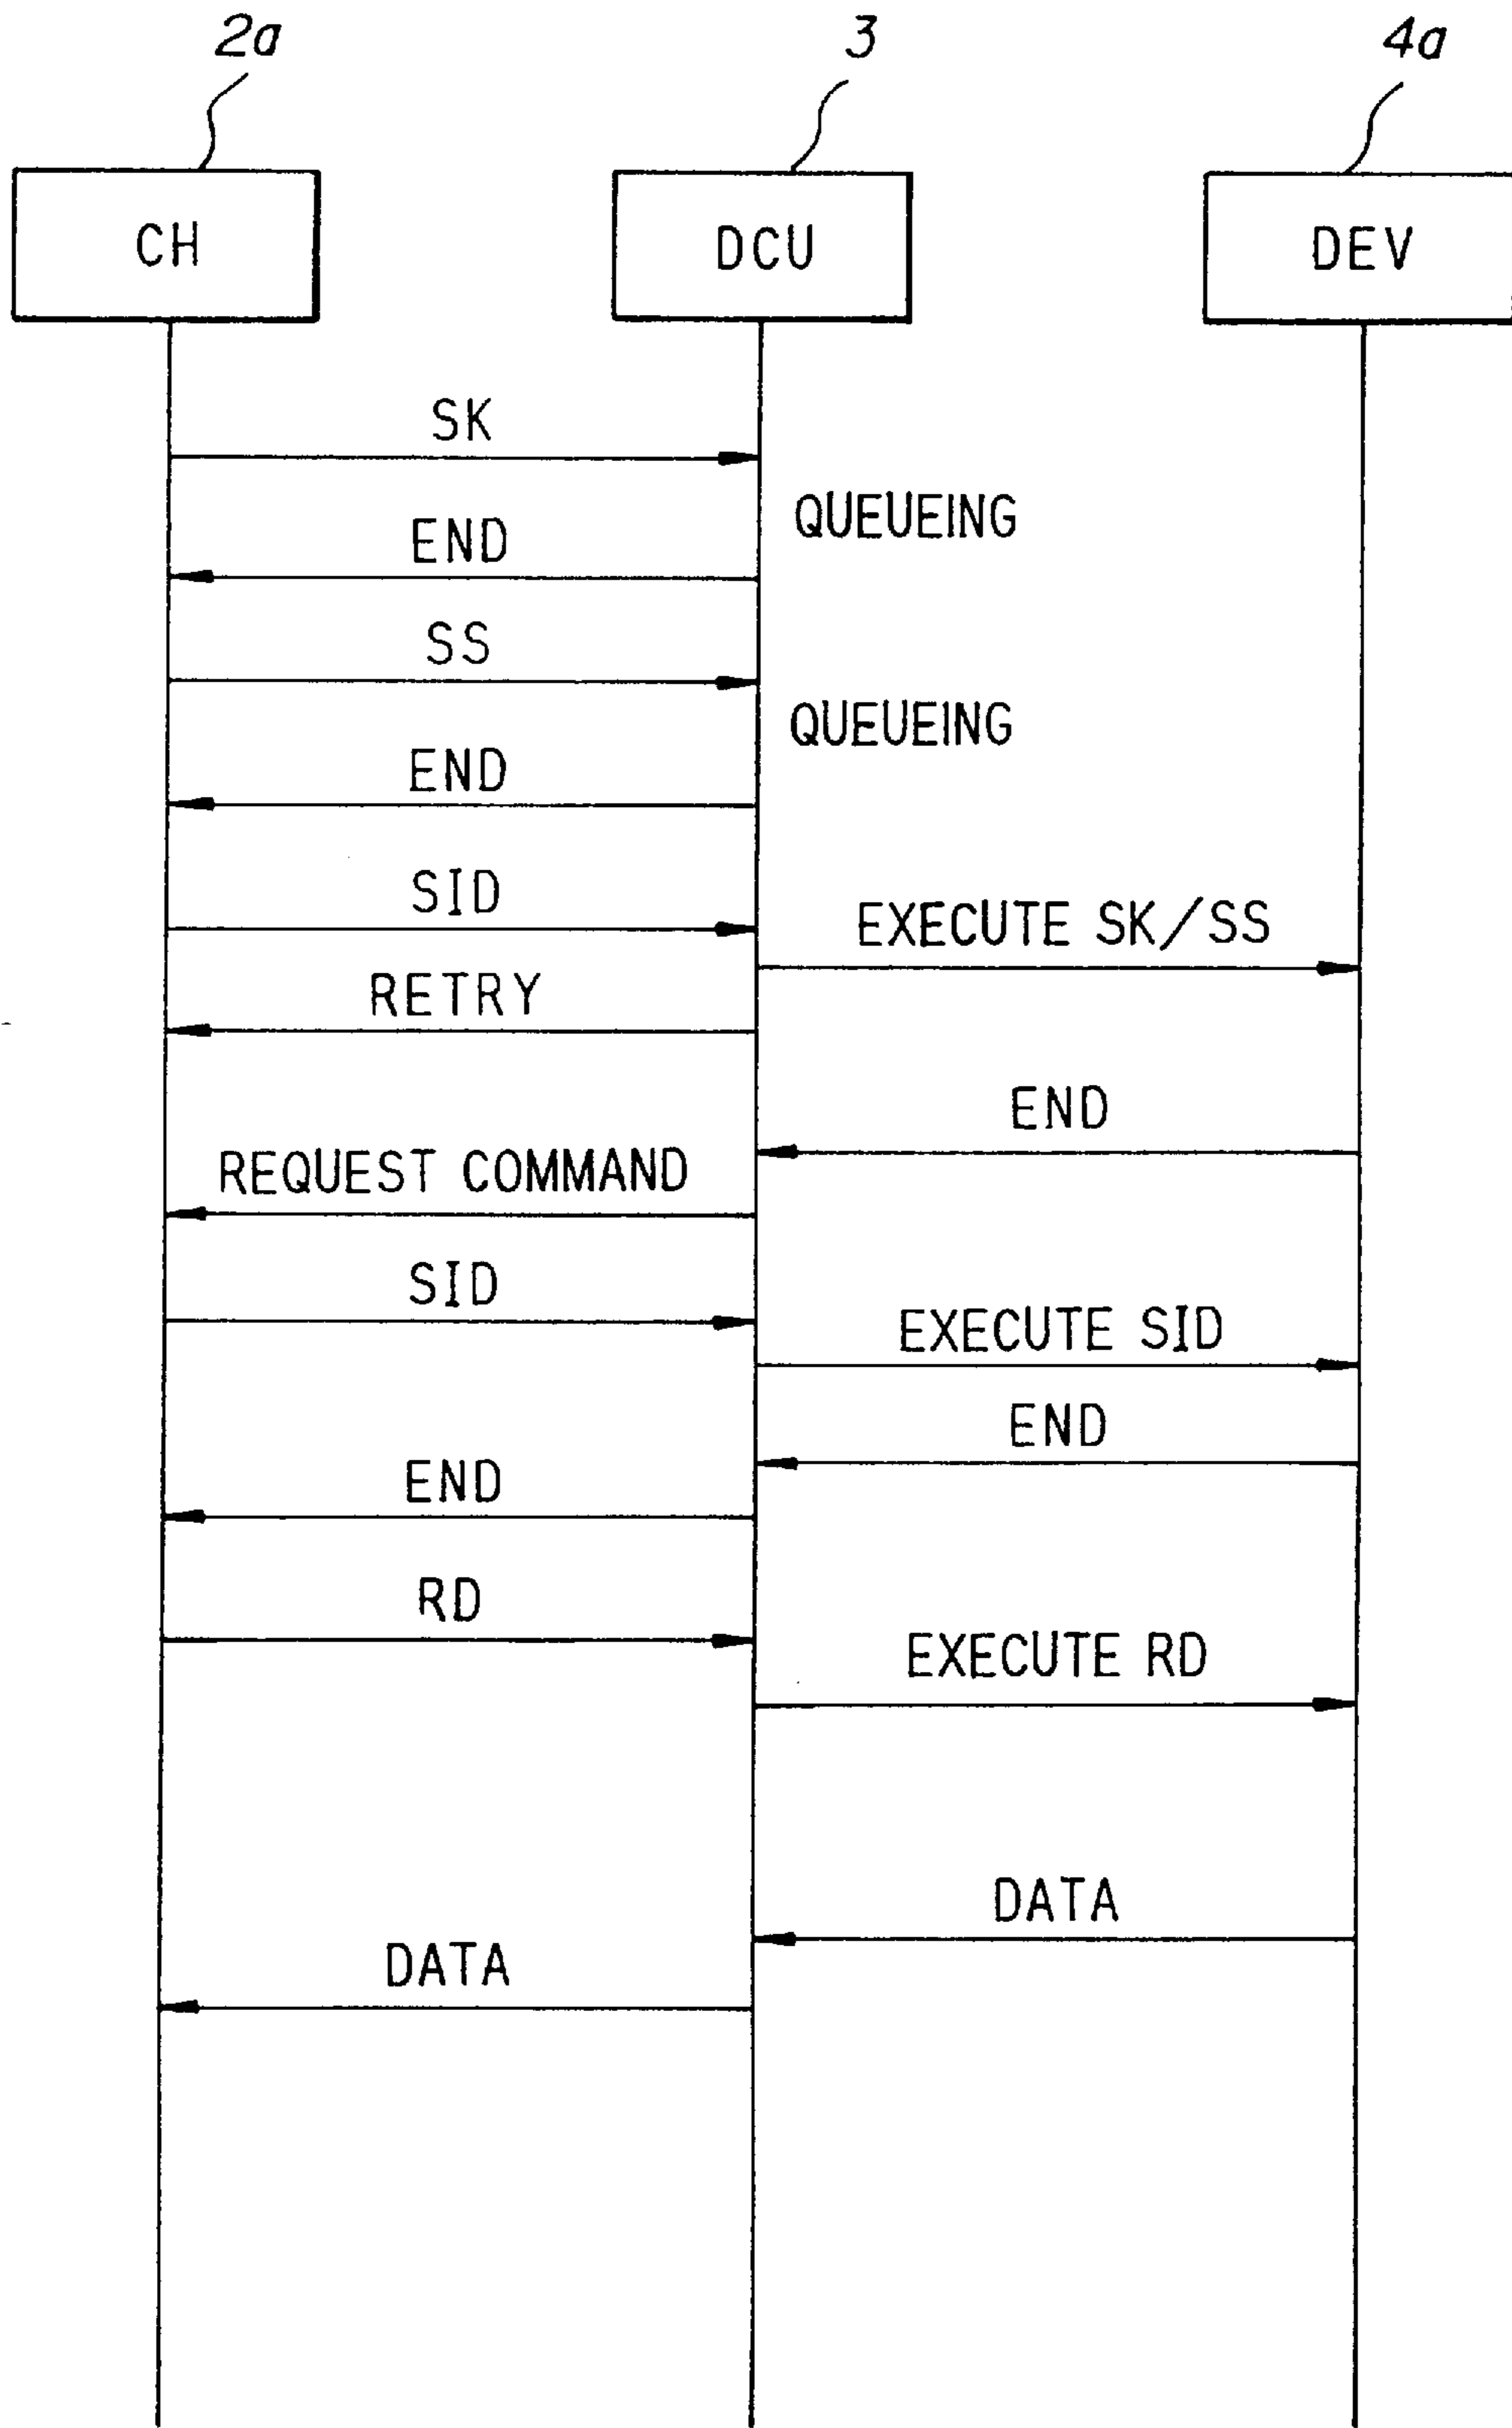 2a
3
4a
CH
DCU
DEV
SK
QUEUEING
END
SS
QUEUEING
END
SID
EXECUTE SK/SS
RETRY
END
REQUEST COMMAND
SID
EXECUTE SID
END
END
RD
EXECUTE RD
DATA
DATA